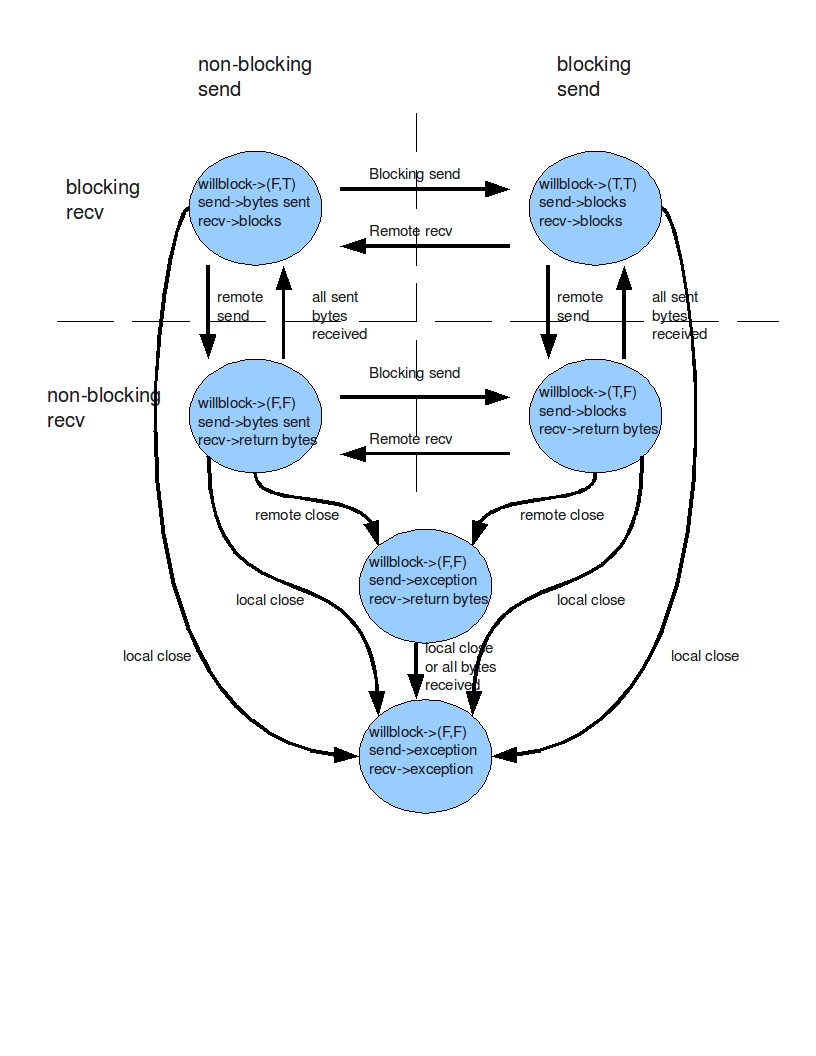 non-blocking
send
blocking
send
blocking
recv
willblock->(F,T)
send->bytes sent
recv->blocks
Blocking send
Remote recv
willblock->(T,T)
send->blocks
recv->blocks
remote
send
all sent
bytes
received
remote
send
all sent
bytes
received
non-blocking
recv
willblock->(F,F)
send->bytes sent
recv->return bytes
Blocking send
Remote recv
willblock->(T,F)
send->blocks
recv->return bytes
remote close
remote close
willblock->(F,F)
send->exception
recv->return bytes
local close
local close
local close
local close
or all bytes
received
local close
willblock->(F,F)
send->exception
recv->exception